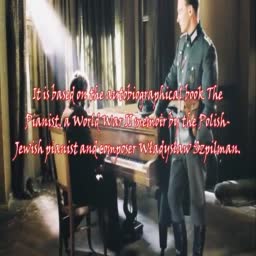 It is based on the autobiographical book The
Pianist, a World War II memoir by the Polish-
Jewish pianist and composer Władysław Szpilman.